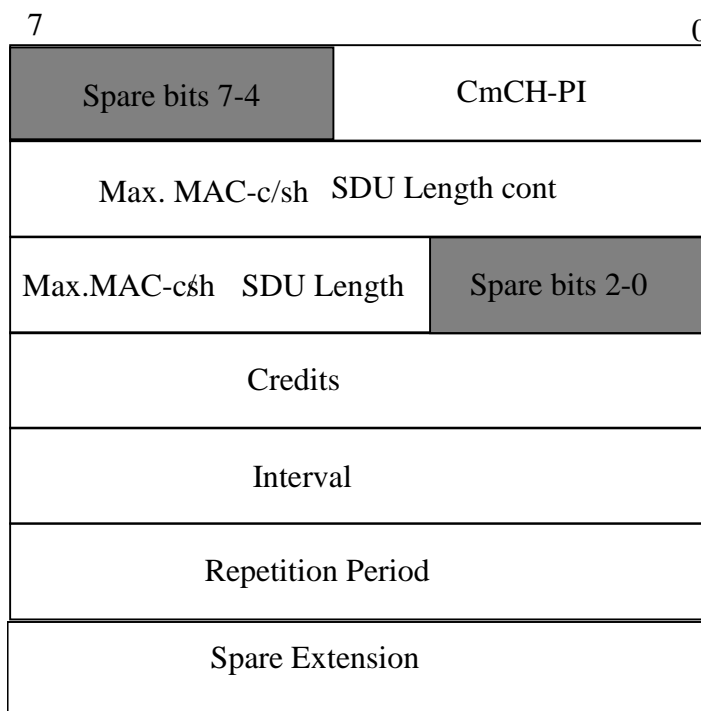 7 0
Spare bits 7-4 CmCH-PI
Max. MAC-c/sh SDU Length cont
Max.MAC-c/sh SDU Length Spare bits 2-0
Credits
Interval
Repetition Period
Spare Extension